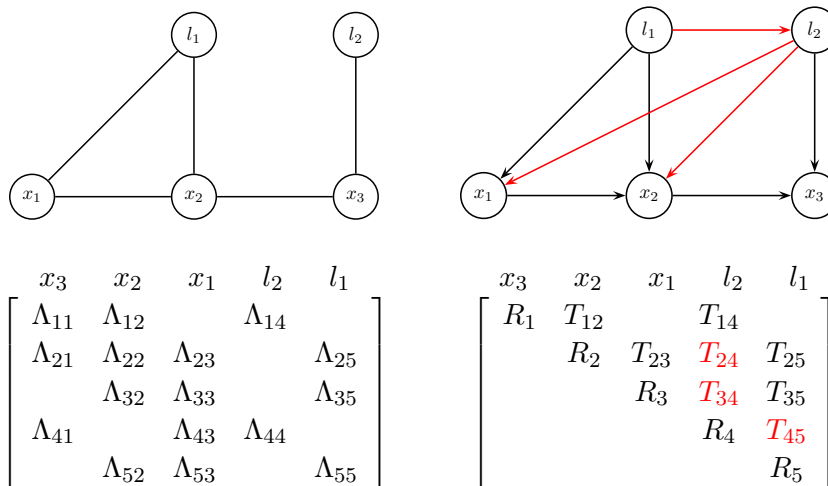 l₁ l₂ l₁ l₂
x₁ x₂ x₃ x₁ x₂ x₃
x₃ x₂ x₁ l₂ l₁ x₃ x₂ x₁ l₂ l₁
Λ₁₁ Λ₁₂ Λ₁₄ R₁ T₁₂ T₁₄
Λ₂₁ Λ₂₂ Λ₂₃ Λ₂₅ R₂ T₂₃ T₂₄ T₂₅
Λ₃₂ Λ₃₃ Λ₃₅ R₃ T₃₄ T₃₅
Λ₄₁ Λ₄₃ Λ₄₄ R₄ T₄₅
Λ₅₂ Λ₅₃ Λ₅₅ R₅